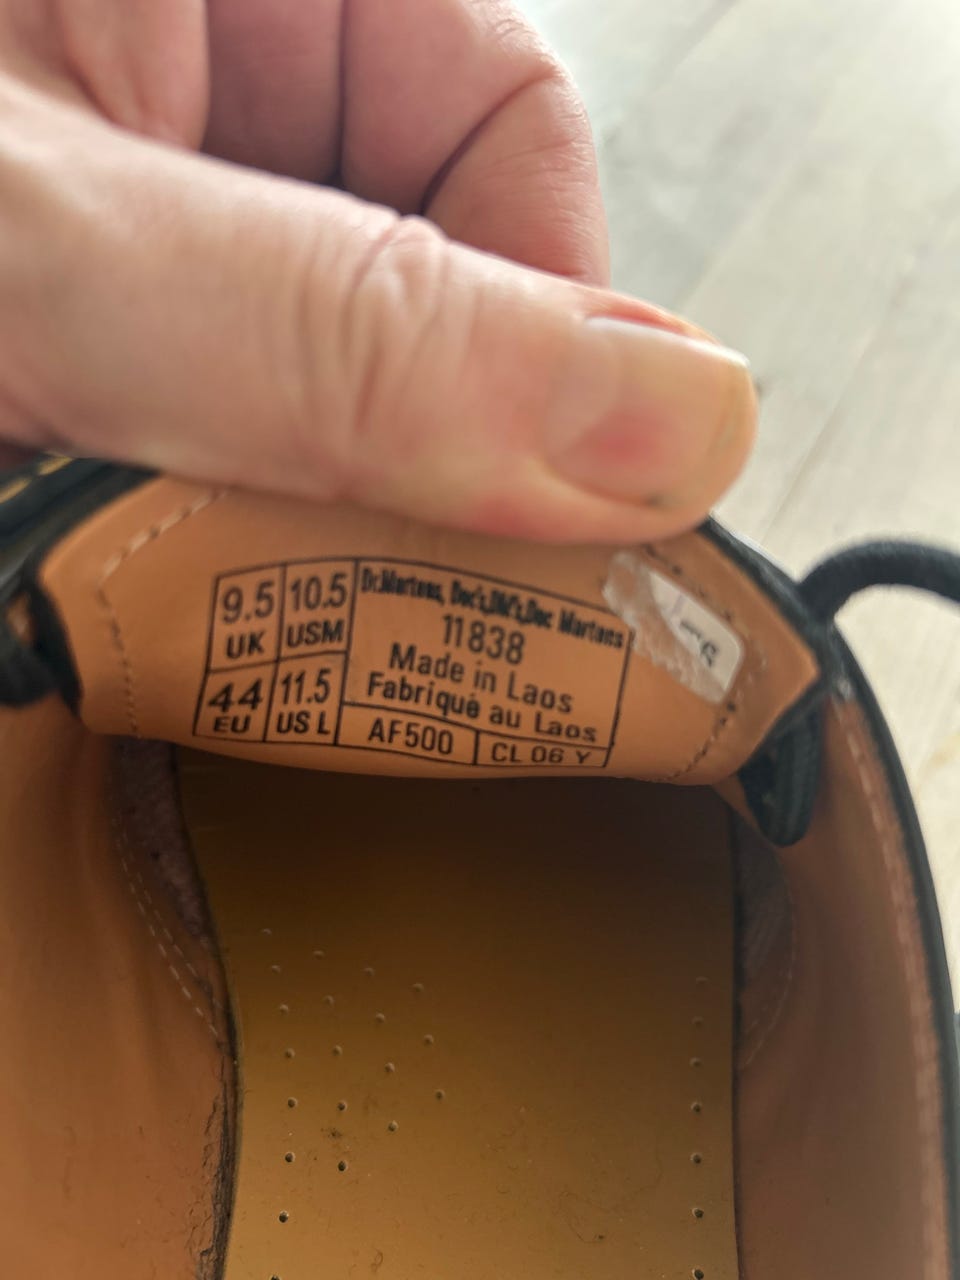 9.5 10.5 Dr.Martens, Doc's,DM's,Doc Martens
UK USM 11838
Made in Laos
44 11.5 Fabriqué au Laos
EU US L AF500 CL 06 Y